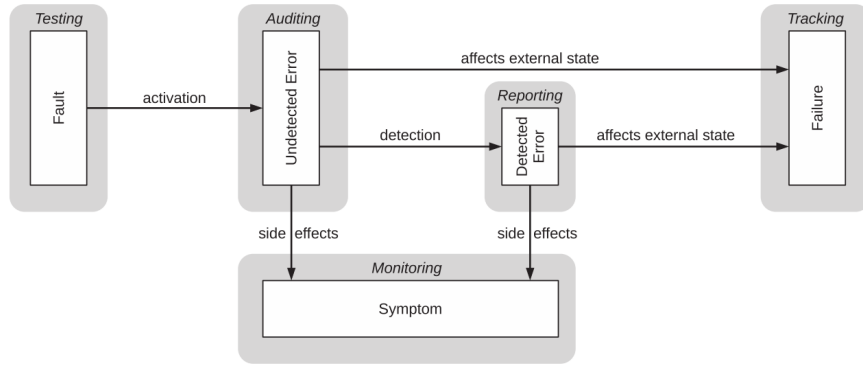 Testing
Auditing
Tracking
Fault
activation
Undetected Error
affects external state
Reporting
detection
Detected
Error
affects external state
Failure
side effects
side effects
Monitoring
Symptom